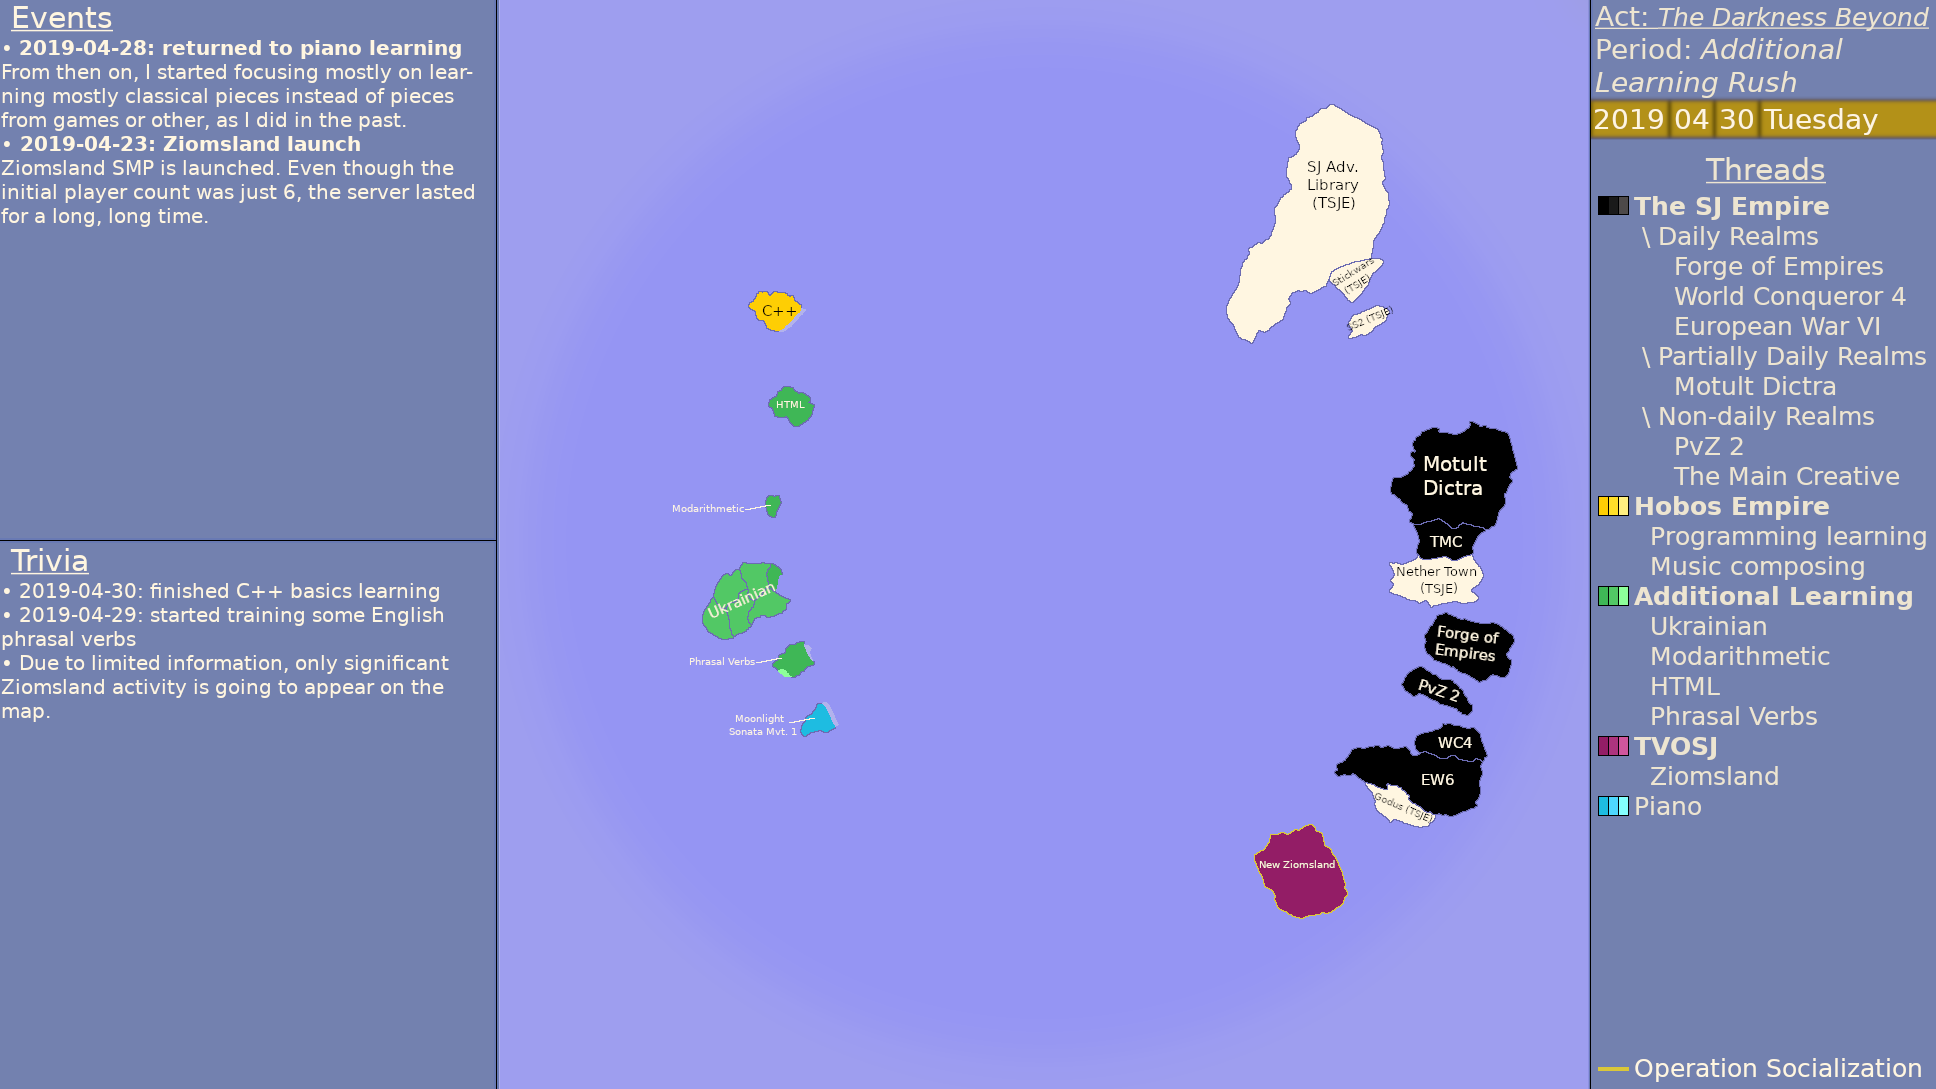 Events
• 2019-04-28: returned to piano learning
From then on, I started focusing mostly on lear-
ning mostly classical pieces instead of pieces
from games or other, as I did in the past.
• 2019-04-23: Ziomsland launch
Ziomsland SMP is launched. Even though the
initial player count was just 6, the server lasted
for a long, long time.
Trivia
• 2019-04-30: finished C++ basics learning
• 2019-04-29: started training some English
phrasal verbs
• Due to limited information, only significant
Ziomsland activity is going to appear on the
map.
SJ Adv.
Library
(TSJE)
Stickwars
(TSJE)
SS2 (TSJE)
C++
HTML
Modarithmetic
Ukrainian
Phrasal Verbs
Moonlight
Sonata Mvt. 1
Motult
Dictra
TMC
Nether Town
(TSJE)
Forge of
Empires
PvZ 2
WC4
EW6
Godus (TSJE)
New Ziomsland
Act: The Darkness Beyond
Period: Additional
Learning Rush
2019 04 30 Tuesday
Threads
The SJ Empire
\ Daily Realms
Forge of Empires
World Conqueror 4
European War VI
\ Partially Daily Realms
Motult Dictra
\ Non-daily Realms
PvZ 2
The Main Creative
Hobos Empire
Programming learning
Music composing
Additional Learning
Ukrainian
Modarithmetic
HTML
Phrasal Verbs
TVOSJ
Ziomsland
Piano
Operation Socialization